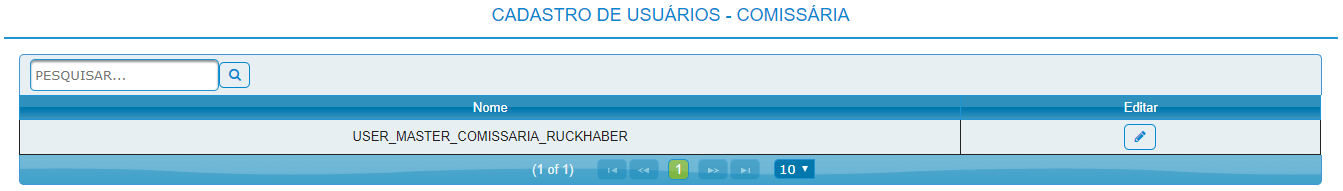 CADASTRO DE USUÁRIOS - COMISSÁRIA
PESQUISAR...
Nome Editar
USER_MASTER_COMISSARIA_RUCKHABER
(1 of 1) 1 10